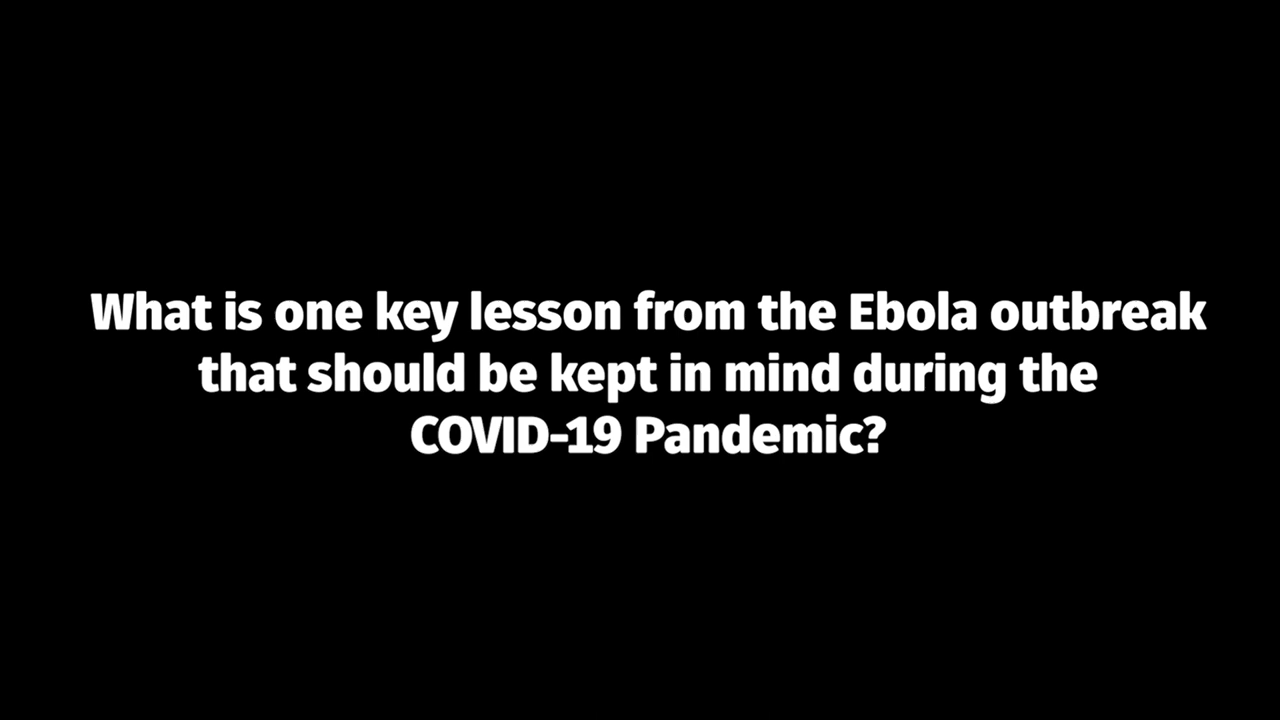 What is one key lesson from the Ebola outbreak
that should be kept in mind during the
COVID-19 Pandemic?